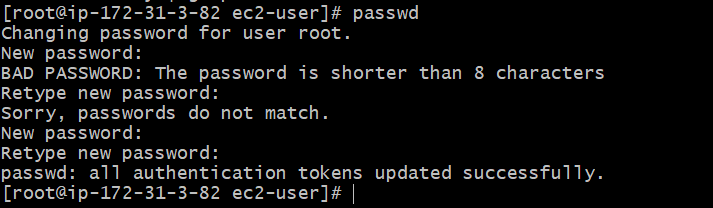 [root@ip-172-31-3-82 ec2-user]# passwd
Changing password for user root.
New password:
BAD PASSWORD: The password is shorter than 8 characters
Retype new password:
Sorry, passwords do not match.
New password:
Retype new password:
passwd: all authentication tokens updated successfully.
[root@ip-172-31-3-82 ec2-user]#